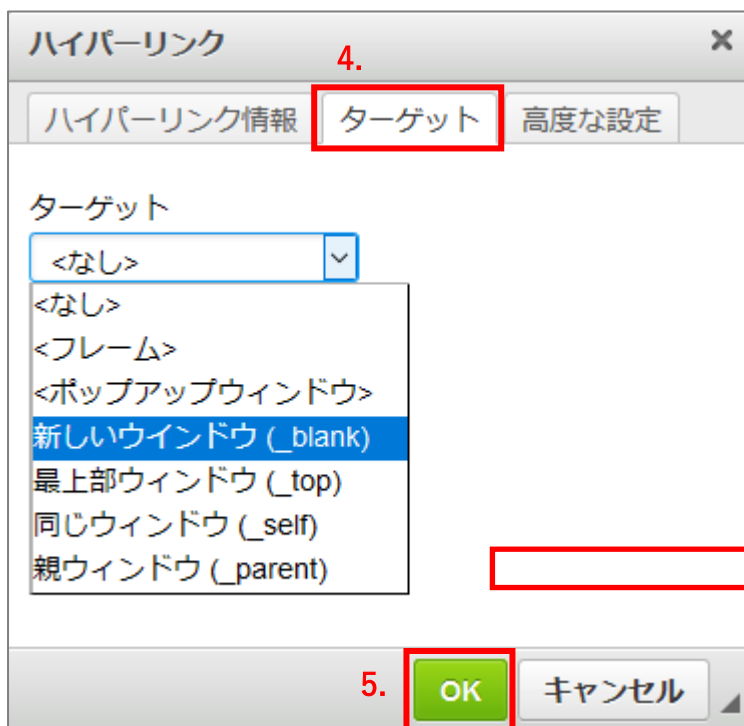 ハイパーリンク
4.
ハイパーリンク情報 ターゲット 高度な設定
ターゲット
<なし>
<なし>
<フレーム>
<ポップアップウィンドウ>
新しいウインドウ (_blank)
最上部ウィンドウ (_top)
同じウィンドウ (_self)
親ウィンドウ (_parent)
5. OK キャンセル